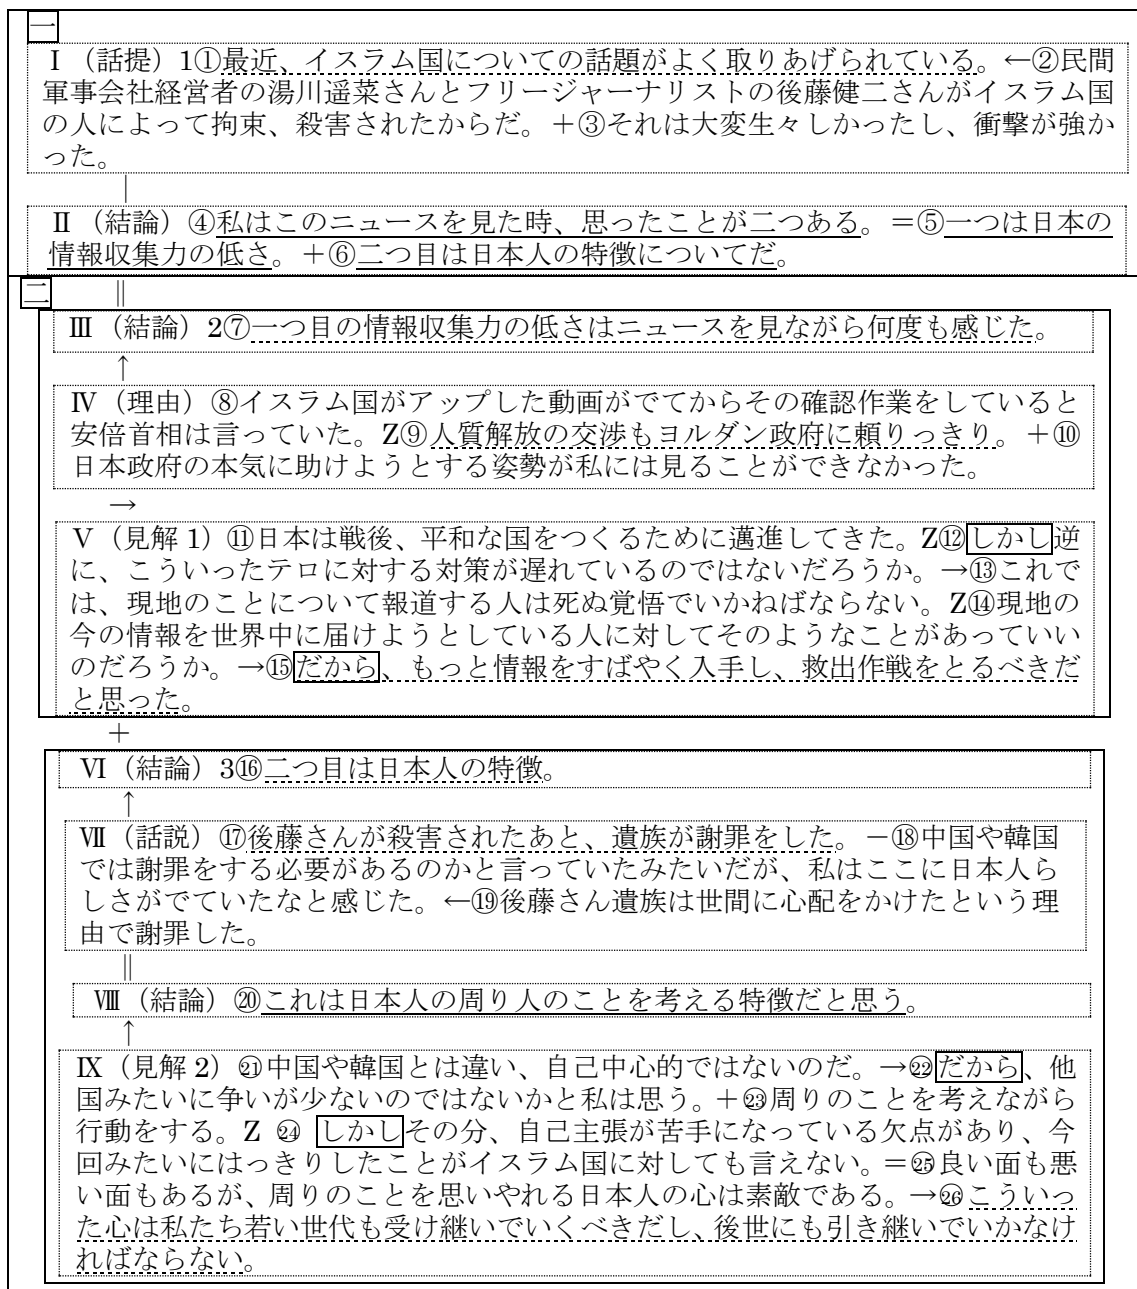 一
Ⅰ（話提）1①最近、イスラム国についての話題がよく取りあげられている。←②民間
軍事会社経営者の湯川遥菜さんとフリージャーナリストの後藤健二さんがイスラム国
の人によって拘束、殺害されたからだ。＋③それは大変生々しかったし、衝撃が強か
った。
｜
Ⅱ（結論）④私はこのニュースを見た時、思ったことが二つある。＝⑤一つは日本の
情報収集力の低さ。＋⑥二つ目は日本人の特徴についてだ。
二
||
Ⅲ（結論）2⑦一つ目の情報収集力の低さはニュースを見ながら何度も感じた。
↑
Ⅳ（理由）⑧イスラム国がアップした動画がでてからその確認作業をしていると
安倍首相は言っていた。Z⑨人質解放の交渉もヨルダン政府に頼りっきり。＋⑩
日本政府の本気に助けようとする姿勢が私には見ることができなかった。
→
Ⅴ（見解 1）⑪日本は戦後、平和な国をつくるために邁進してきた。Z⑫しかし逆
に、こういったテロに対する対策が遅れているのではないだろうか。→⑬これで
は、現地のことについて報道する人は死ぬ覚悟でいかねばならない。Z⑭現地の
今の情報を世界中に届けようとしている人に対してそのようなことがあっていい
のだろうか。→⑮だから、もっと情報をすばやく入手し、救出作戦をとるべきだ
と思った。
＋
Ⅵ（結論）3⑯二つ目は日本人の特徴。
↑
Ⅶ（話説）⑰後藤さんが殺害されたあと、遺族が謝罪をした。－⑱中国や韓国
では謝罪をする必要があるのかと言っていたみたいだが、私はここに日本人ら
しさがでていたなと感じた。←⑲後藤さん遺族は世間に心配をかけたという理
由で謝罪した。
||
Ⅷ（結論）⑳これは日本人の周り人のことを考える特徴だと思う。
↑
Ⅸ（見解 2）㉑中国や韓国とは違い、自己中心的ではないのだ。→㉒だから、他
国みたいに争いが少ないのではないかと私は思う。＋㉓周りのことを考えながら
行動をする。Z ㉔ しかしその分、自己主張が苦手になっている欠点があり、今
回みたいにはっきりしたことがイスラム国に対しても言えない。＝㉕良い面も悪
い面もあるが、周りのことを思いやれる日本人の心は素敵である。→㉖こういっ
た心は私たち若い世代も受け継いでいくべきだし、後世にも引き継いでいかなけ
ればならない。